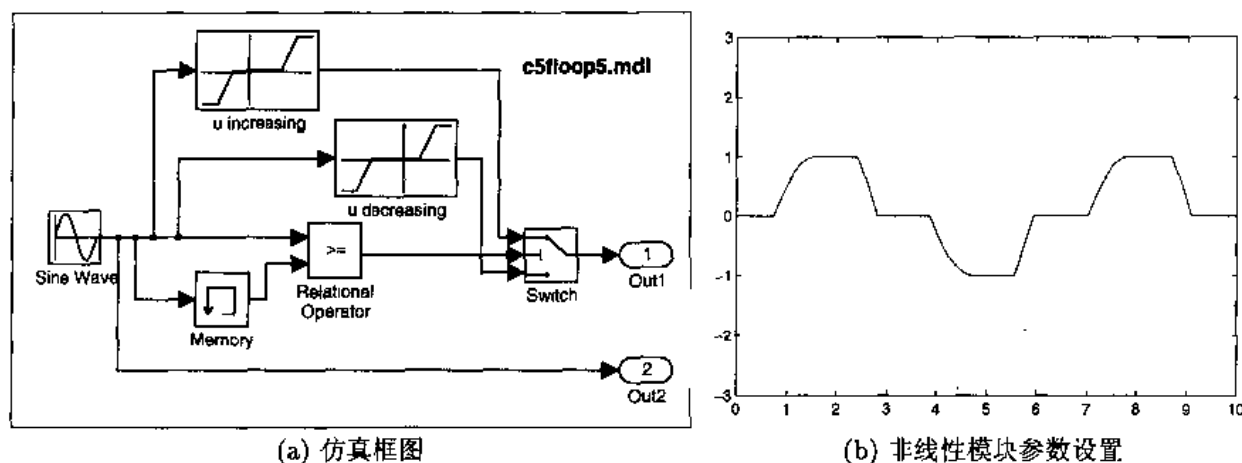 c5floop5.mdl
u increasing
u decreasing
Sine Wave
>=
Relational
Operator
Memory
Switch
1
Out1
2
Out2
(a) 仿真框图
3
2
1
0
-1
-2
-3
0 1 2 3 4 5 6 7 8 9 10
(b) 非线性模块参数设置